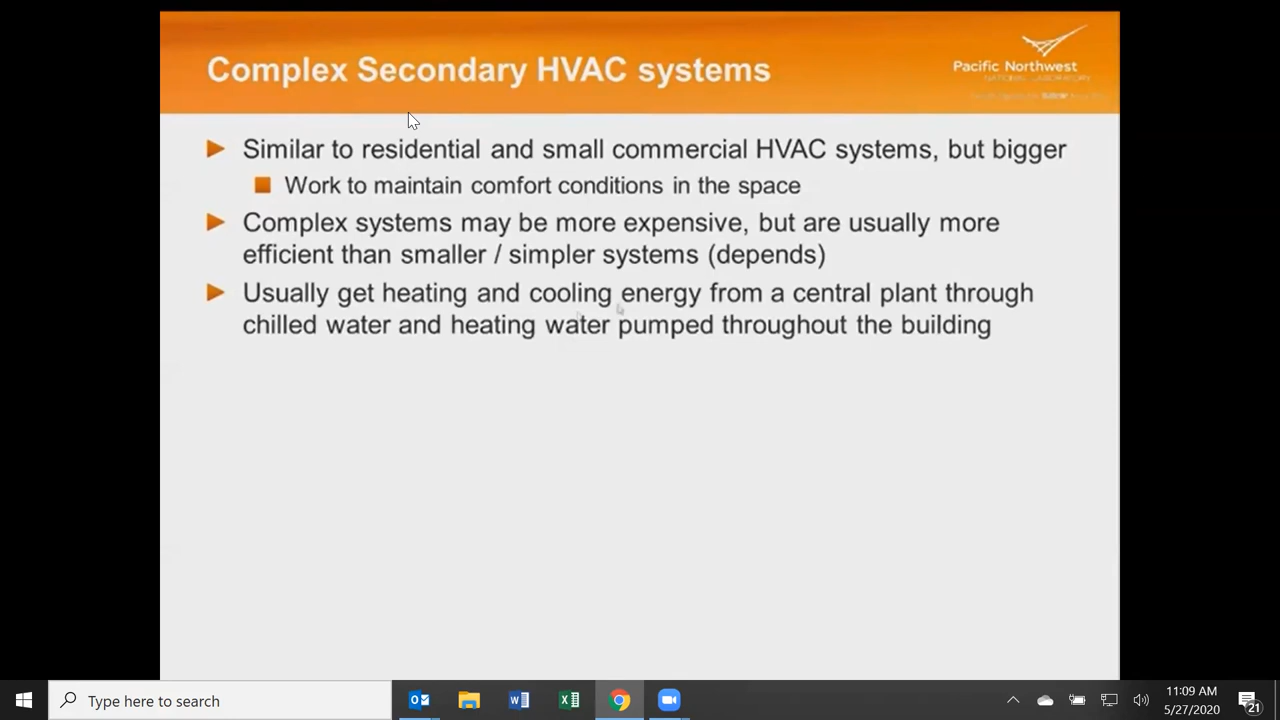 Complex Secondary HVAC systems
Pacific Northwest
NATIONAL LABORATORY
Similar to residential and small commercial HVAC systems, but bigger
Work to maintain comfort conditions in the space
Complex systems may be more expensive, but are usually more
efficient than smaller / simpler systems (depends)
Usually get heating and cooling energy from a central plant through
chilled water and heating water pumped throughout the building
Type here to search
11:09 AM
5/27/2020
21